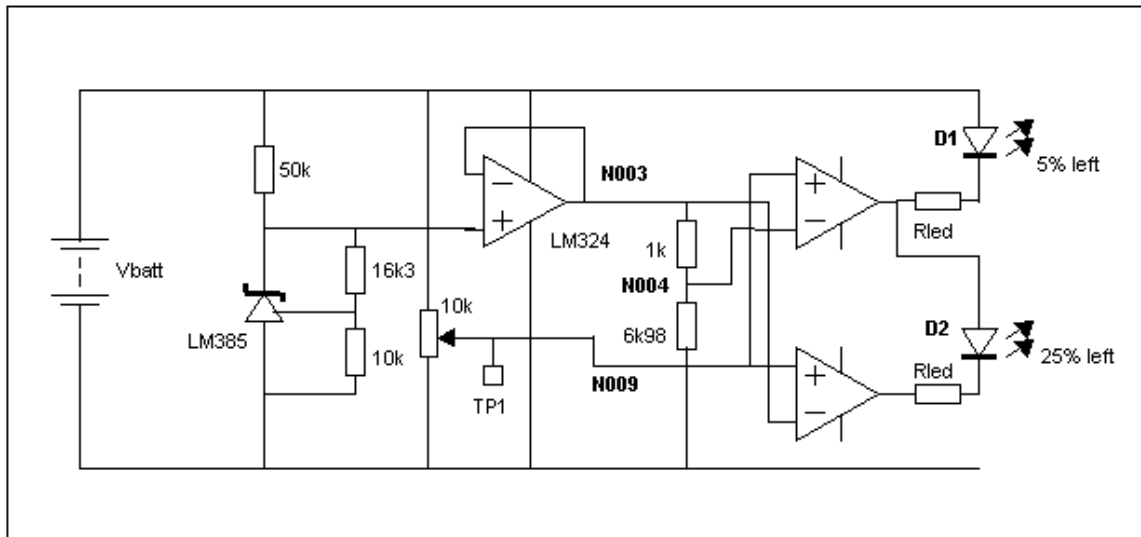 D1
5% left
50k
N003
Rled
LM324
1k
Vbatt
16k3
N004
10k
LM385
6k98
D2
10k
25% left
Rled
N009
TP1